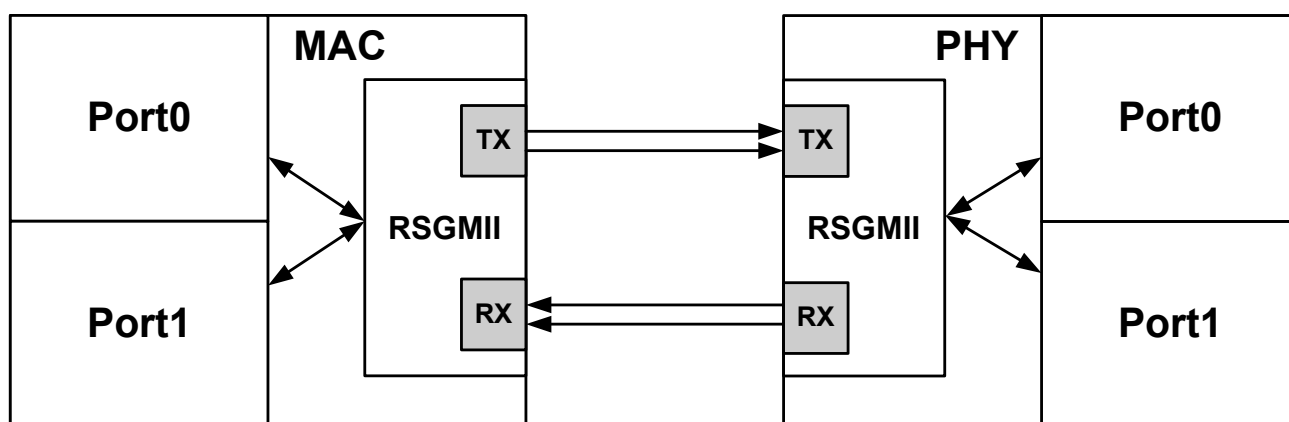 MAC
PHY
Port0
TX
TX
Port0
RSGMII
RSGMII
Port1
RX
RX
Port1